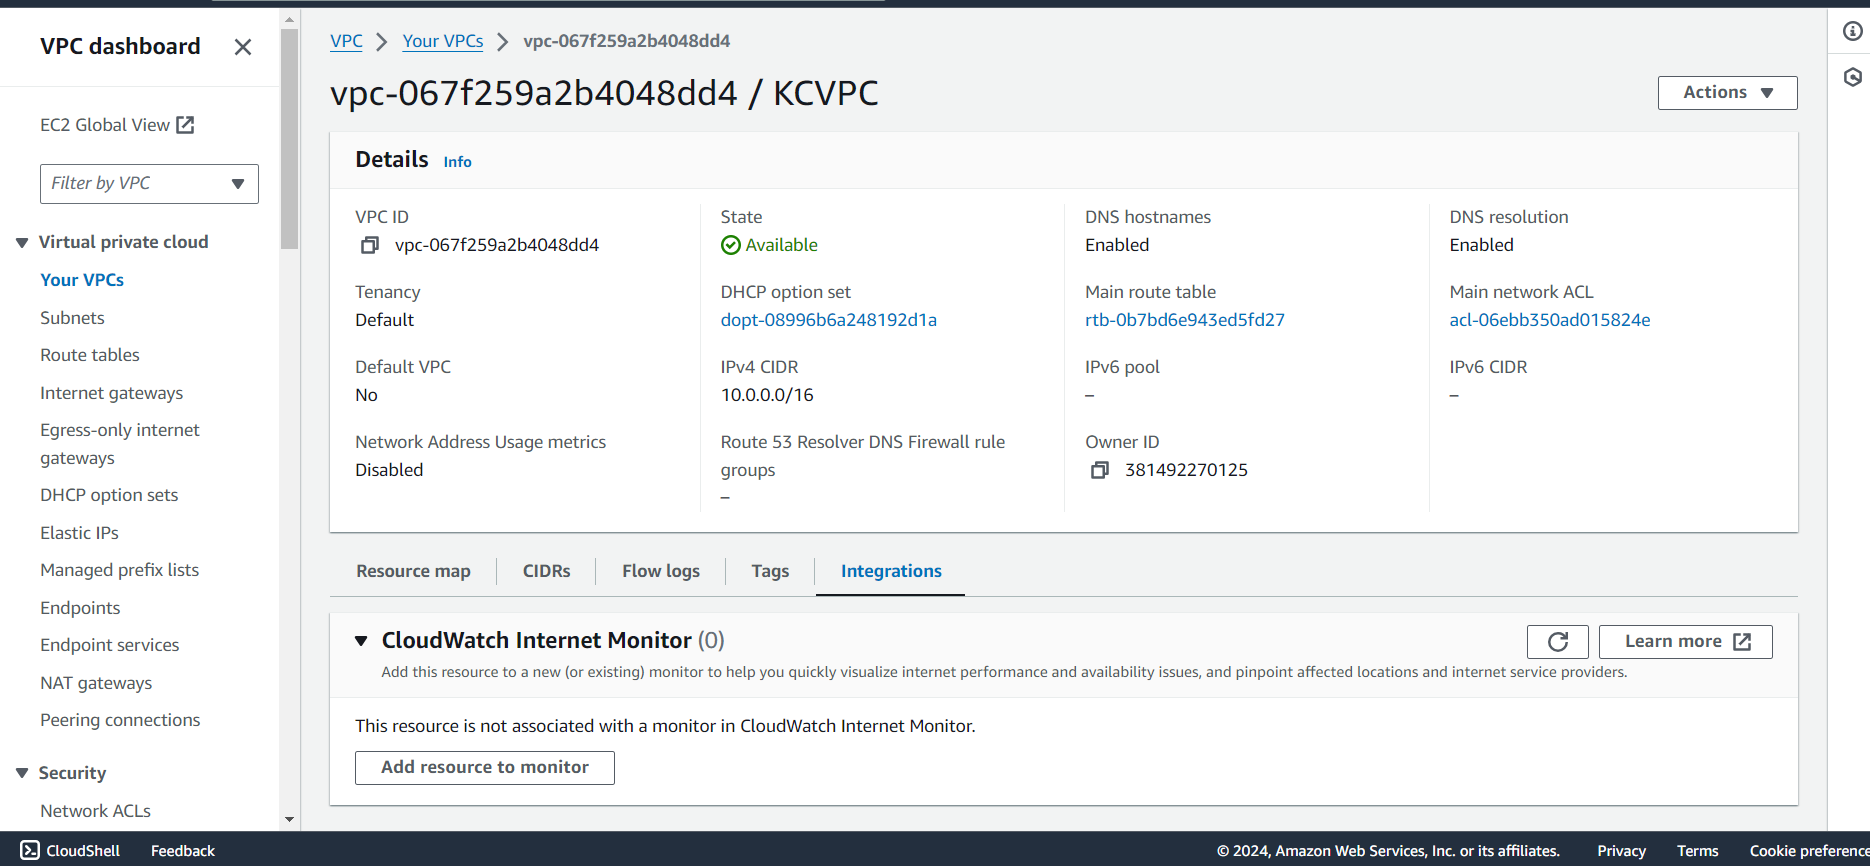 VPC dashboard
EC2 Global View
Filter by VPC
Virtual private cloud
Your VPCs
Subnets
Route tables
Internet gateways
Egress-only internet
gateways
DHCP option sets
Elastic IPs
Managed prefix lists
Endpoints
Endpoint services
NAT gateways
Peering connections
Security
Network ACLs
VPC > Your VPCs > vpc-067f259a2b4048dd4
vpc-067f259a2b4048dd4 / KCVPC
Actions
Details Info
VPC ID
vpc-067f259a2b4048dd4
State
Available
DNS hostnames
Enabled
DNS resolution
Enabled
Tenancy
Default
DHCP option set
dopt-08996b6a248192d1a
Main route table
rtb-0b7bd6e943ed5fd27
Main network ACL
acl-06ebb350ad015824e
Default VPC
No
IPv4 CIDR
10.0.0.0/16
IPv6 pool
–
IPv6 CIDR
–
Network Address Usage metrics
Disabled
Route 53 Resolver DNS Firewall rule
groups
–
Owner ID
381492270125
Resource map
CIDRs
Flow logs
Tags
Integrations
CloudWatch Internet Monitor (0)
Learn more
Add this resource to a new (or existing) monitor to help you quickly visualize internet performance and availability issues, and pinpoint affected locations and internet service providers.
This resource is not associated with a monitor in CloudWatch Internet Monitor.
Add resource to monitor
CloudShell Feedback © 2024, Amazon Web Services, Inc. or its affiliates. Privacy Terms Cookie preference